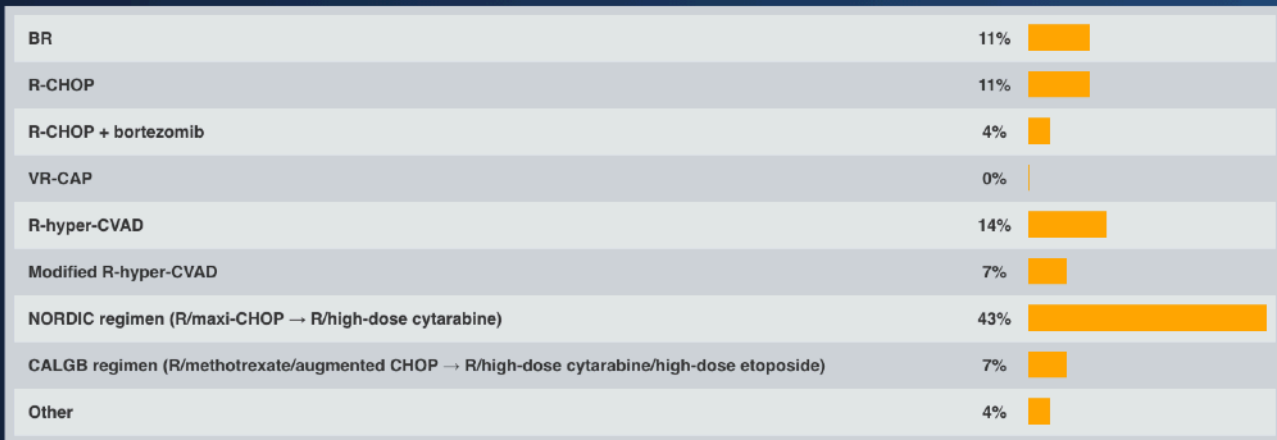 BR 11%
R-CHOP 11%
R-CHOP + bortezomib 4%
VR-CAP 0%
R-hyper-CVAD 14%
Modified R-hyper-CVAD 7%
NORDIC regimen (R/maxi-CHOP → R/high-dose cytarabine) 43%
CALGB regimen (R/methotrexate/augmented CHOP → R/high-dose cytarabine/high-dose etoposide) 7%
Other 4%